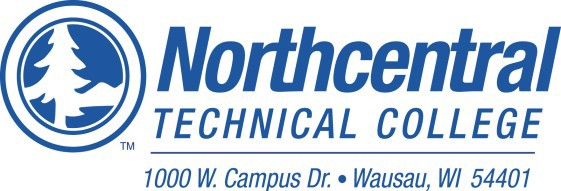 Northcentral
TECHNICAL COLLEGE
TM
1000 W. Campus Dr. • Wausau, WI 54401